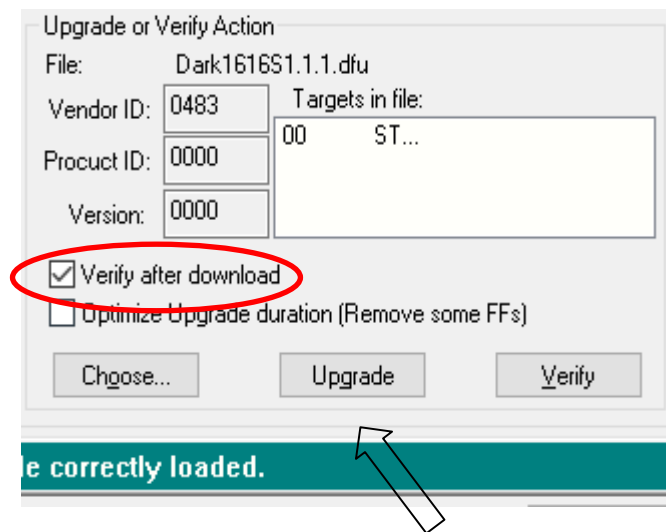 Upgrade or Verify Action
File: Dark1616S1.1.1.dfu
Vendor ID: 0483 Targets in file:
00 ST...
Procuct ID: 0000
Version: 0000
Verify after download
Optimize Upgrade duration (Remove some FFs)
Choose... Upgrade Verify
le correctly loaded.